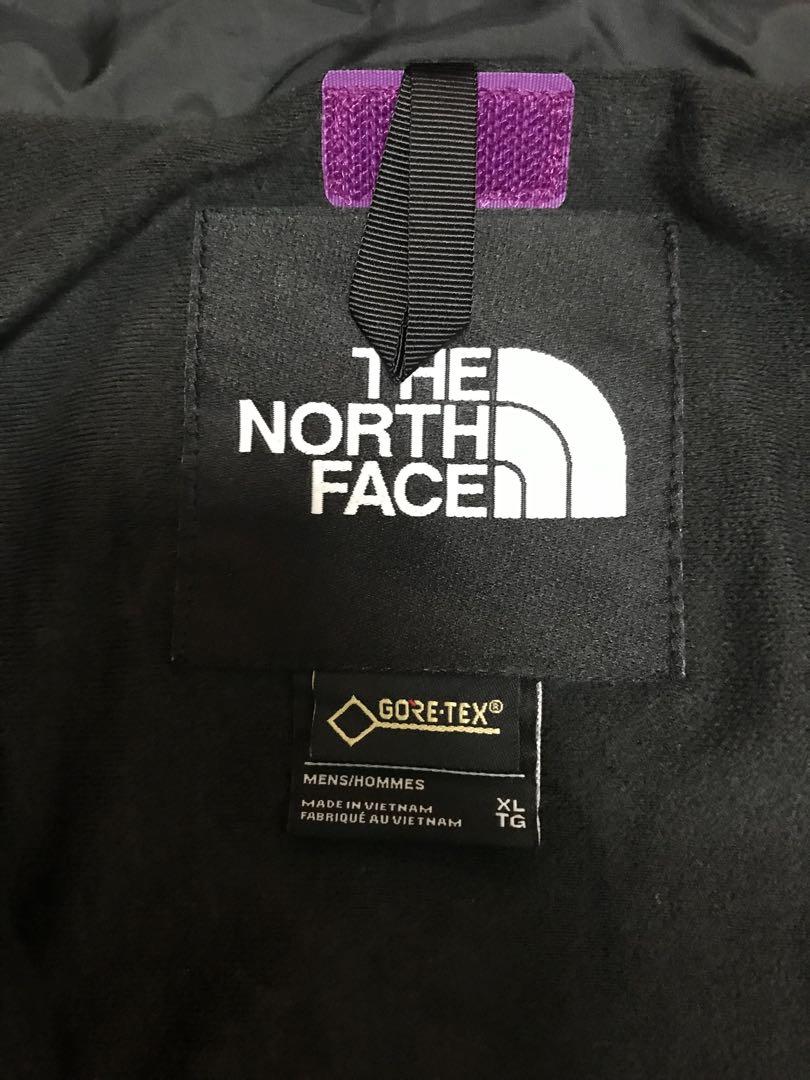 THE
NORTH
FACE
GORE-TEX®
MENS/HOMMES
MADE IN VIETNAM XL
FABRIQUÉ AU VIETNAM TG